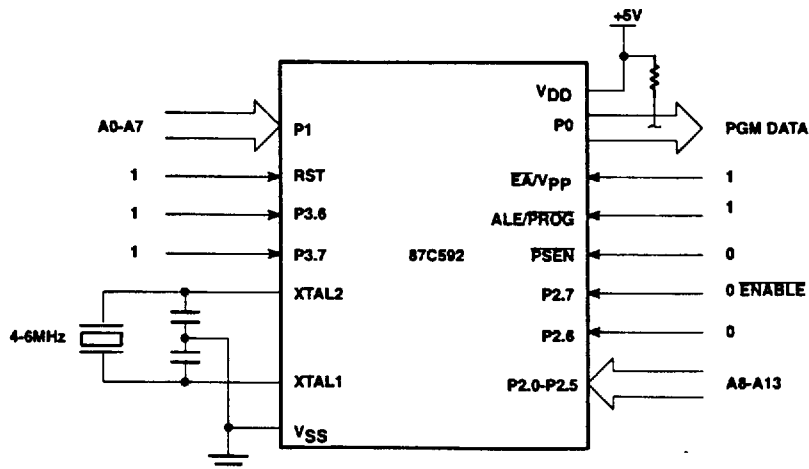 +5V
VDD
A0-A7
P1
P0
PGM DATA
1
RST
EA/VPP
1
1
P3.6
ALE/PROG
1
1
P3.7
87C592
PSEN
0
XTAL2
P2.7
0 ENABLE
4-6MHz
P2.6
0
XTAL1
P2.0-P2.5
A8-A13
VSS